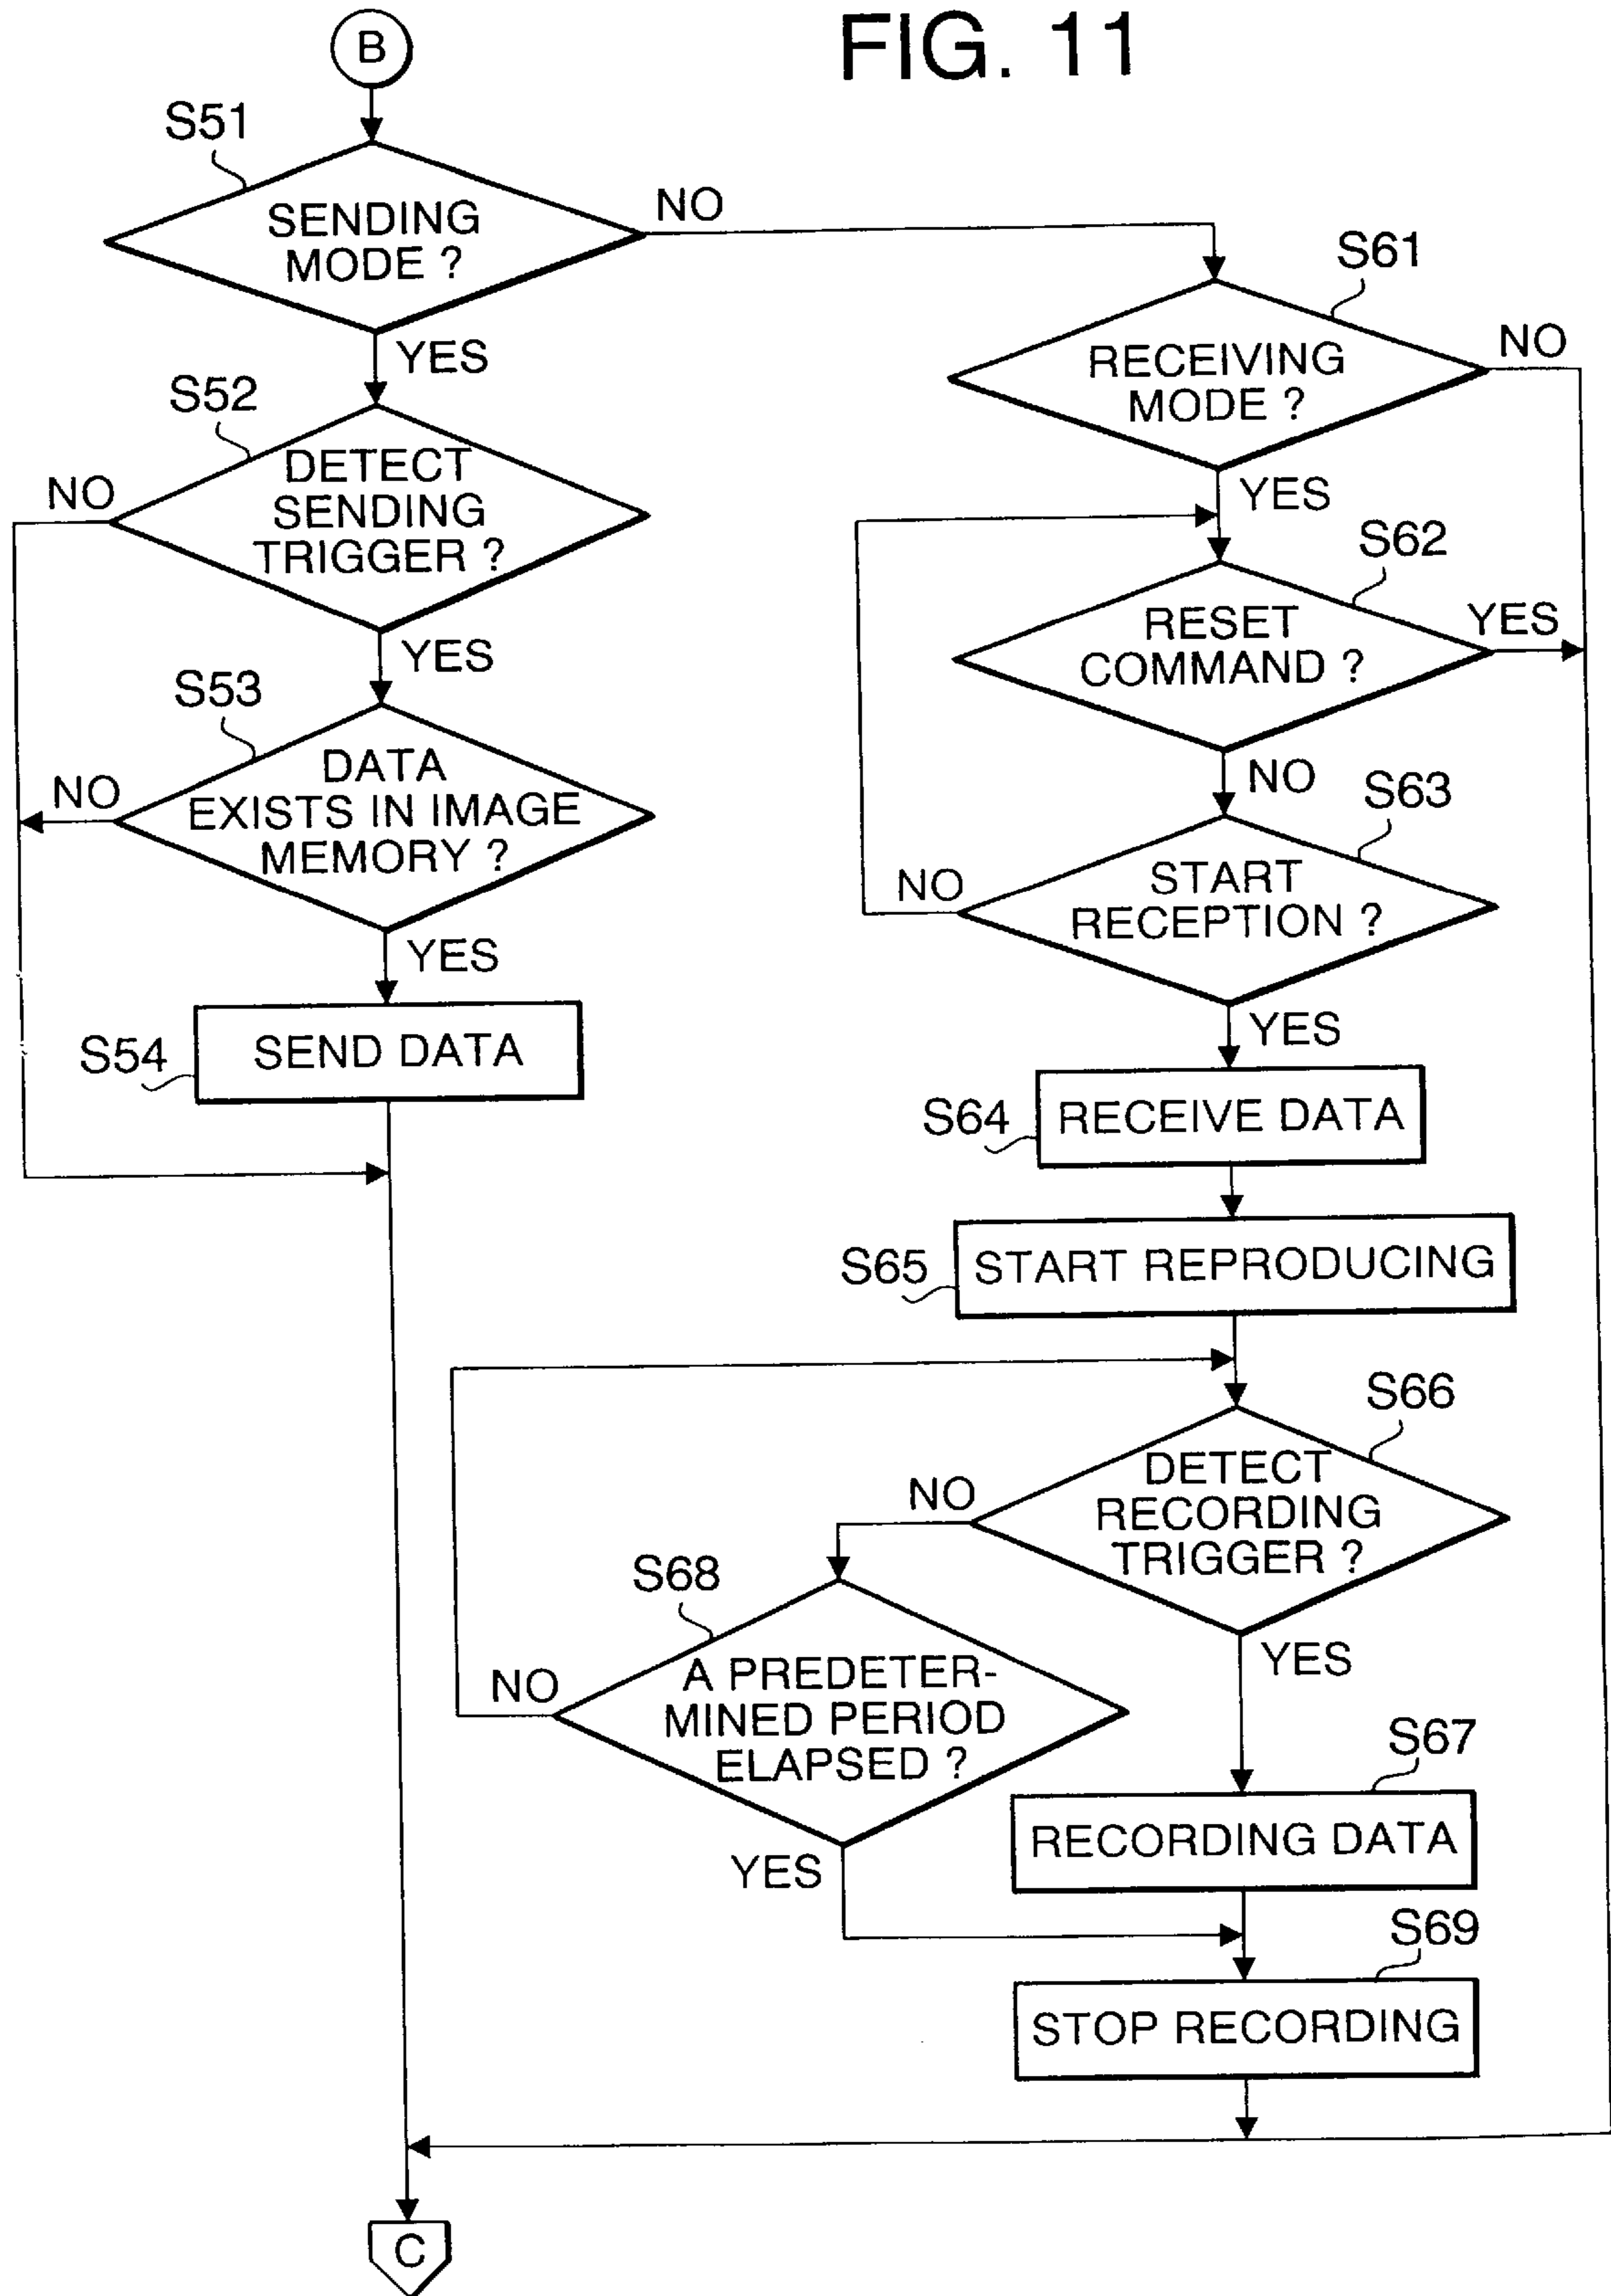 FIG. 11
B
S51
SENDING
MODE ?
NO
YES
S52
DETECT
SENDING
TRIGGER ?
NO
YES
S53
DATA
EXISTS IN IMAGE
MEMORY ?
NO
YES
S54
SEND DATA
S61
RECEIVING
MODE ?
NO
YES
S62
RESET
COMMAND ?
YES
NO
S63
START
RECEPTION ?
NO
YES
S64
RECEIVE DATA
S65
START REPRODUCING
S66
DETECT
RECORDING
TRIGGER ?
NO
YES
S68
A PREDETER-
MINED PERIOD
ELAPSED ?
NO
YES
S67
RECORDING DATA
S69
STOP RECORDING
C